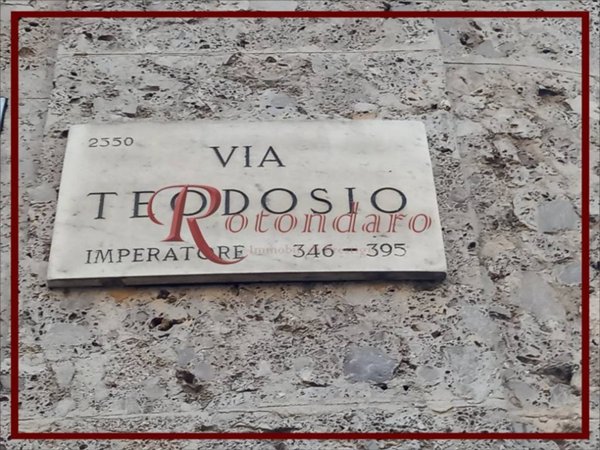 2350
VIA
TEODOSIO
Rotondaro
IMPERATORE 346 - 395